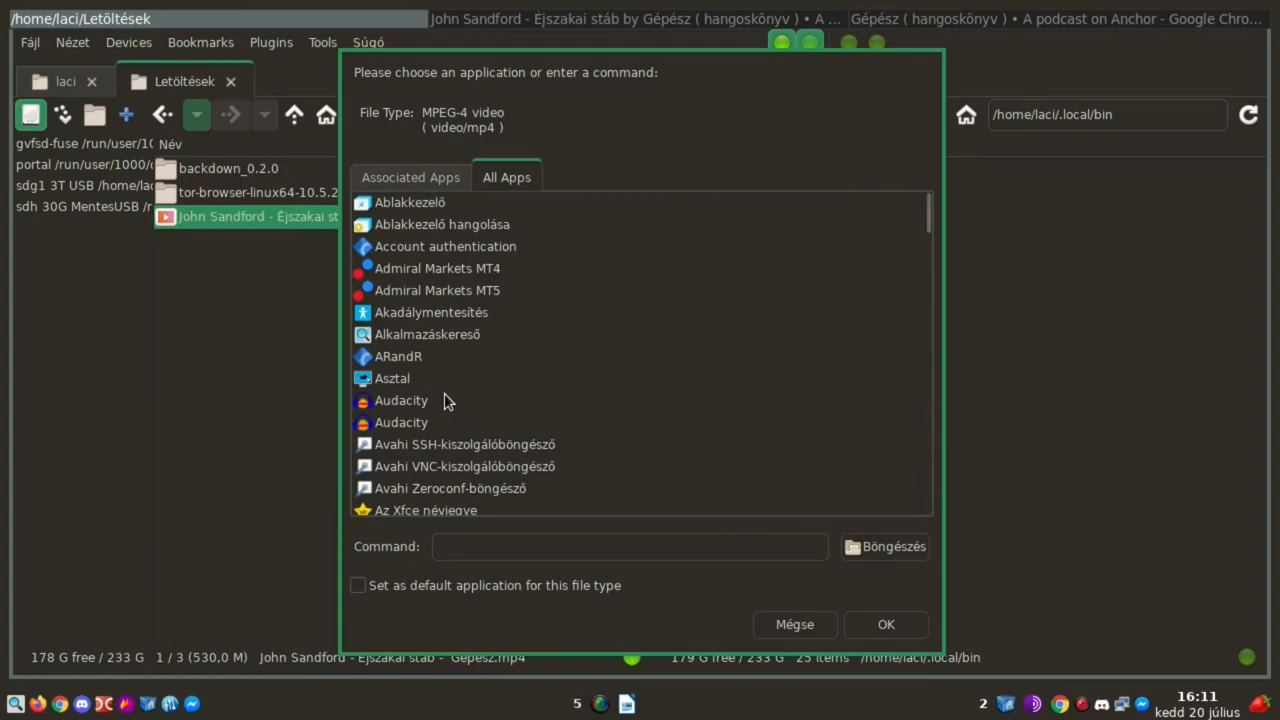 /home/laci/Letöltések
John Sandford - Éjszakai stáb by Gépész ( hangoskönyv ) • A ...
Gépész ( hangoskönyv ) • A podcast on Anchor - Google Chro...
Fájl Nézet Devices Bookmarks Plugins Tools Súgó
laci
Letöltések
/home/laci/.local/bin
gvfsd-fuse /run/user/10
portal /run/user/1000/
sdg1 3T USB /home/la
sdh 30G MentesUSB /r
Név
backdown_0.2.0
tor-browser-linux64-10.5.2
John Sandford - Éjszakai st
Please choose an application or enter a command:
File Type: MPEG-4 video
( video/mp4 )
Associated Apps
All Apps
Ablakkezelő
Ablakkezelő hangolása
Account authentication
Admiral Markets MT4
Admiral Markets MT5
Akadálymentesítés
Alkalmazáskereső
ARandR
Asztal
Audacity
Audacity
Avahi SSH-kiszolgálóböngésző
Avahi VNC-kiszolgálóböngésző
Avahi Zeroconf-böngésző
Az Xfce névjegye
Command:
Böngészés
Set as default application for this file type
Mégse
OK
178 G free / 233 G 1 / 3 (530,0 M) John Sandford - Éjszakai stáb - Gépész.mp4
179 G free / 233 G 25 items /home/laci/.local/bin
5
2
16:11
kedd 20 július